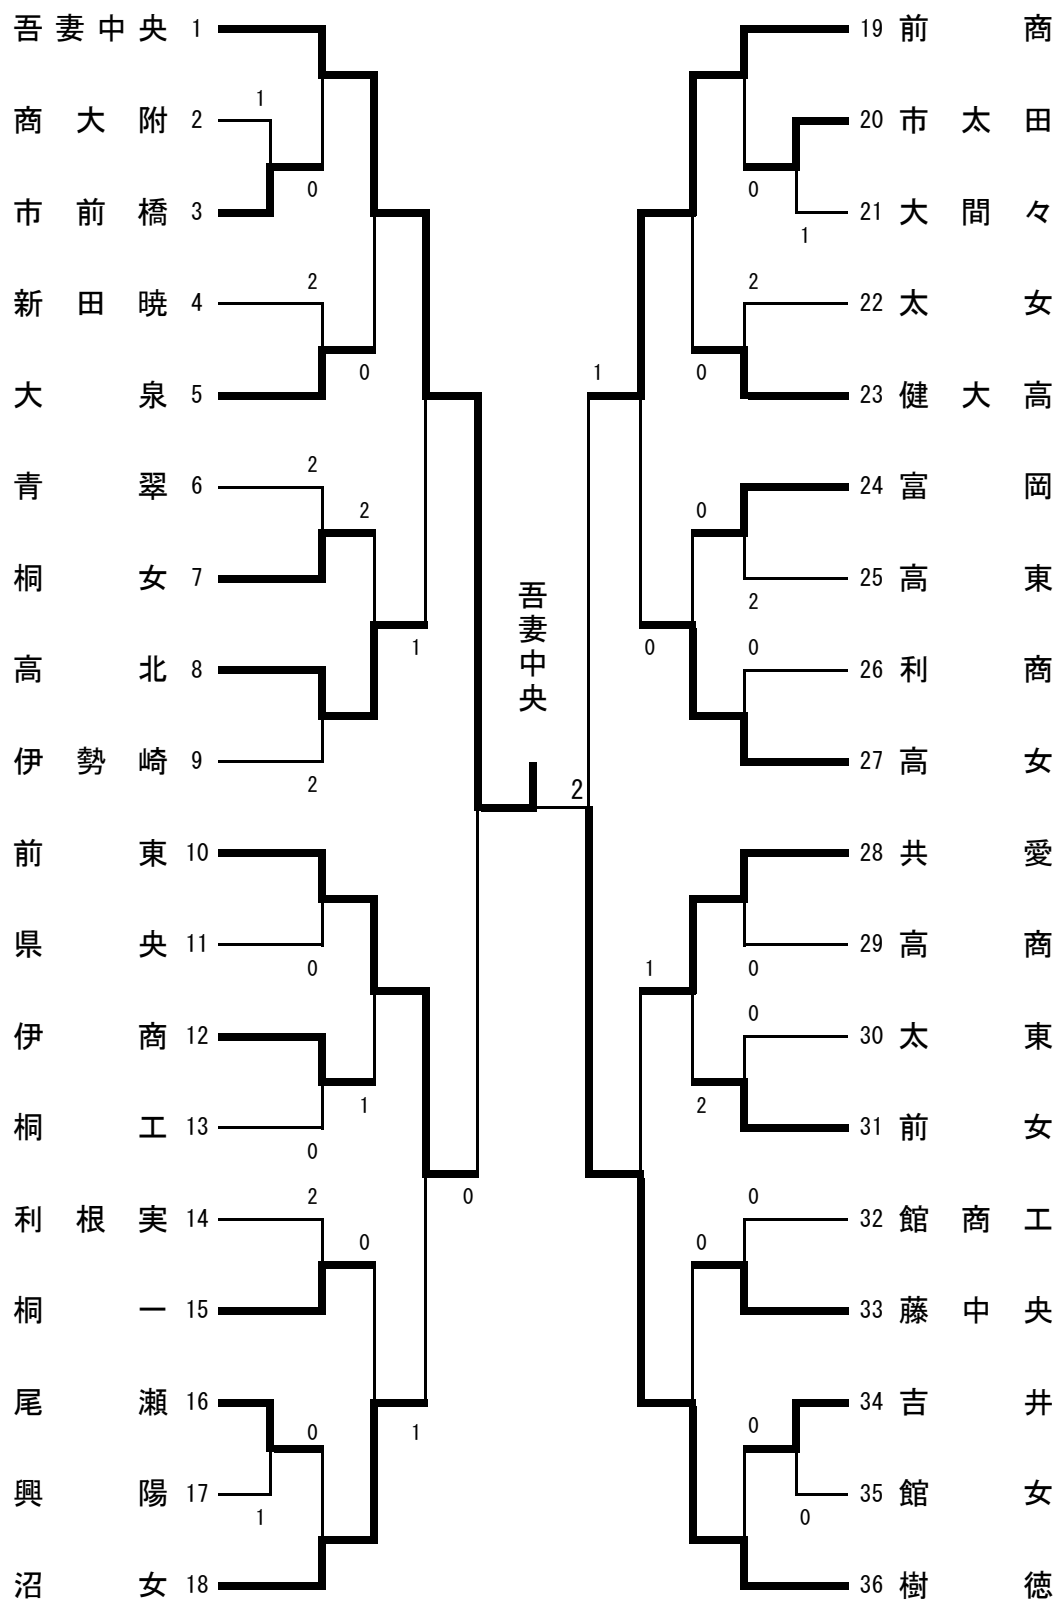 吾妻中央 1
1
商大附 2
0
市前橋 3
2
新田暁 4
0
大泉 5
2
青翠 6
2
桐女 7
1
高北 8
伊勢崎 9
2
前東 10
県央 11
0
伊商 12
1
桐工 13
0
2
利根実 14
0
桐一 15
尾瀬 16
0
1
興陽 17
1
沼女 18
0
吾妻中央
2
1
19 前商
20 市太田
0
21 大間々
1
2
22 太女
0
23 健大高
24 富岡
0
25 高東
2
0
0
26 利商
27 高女
28 共愛
29 高商
1
0
0
30 太東
2
31 前女
0
32 館商工
0
33 藤中央
34 吉井
0
35 館女
0
36 樹徳